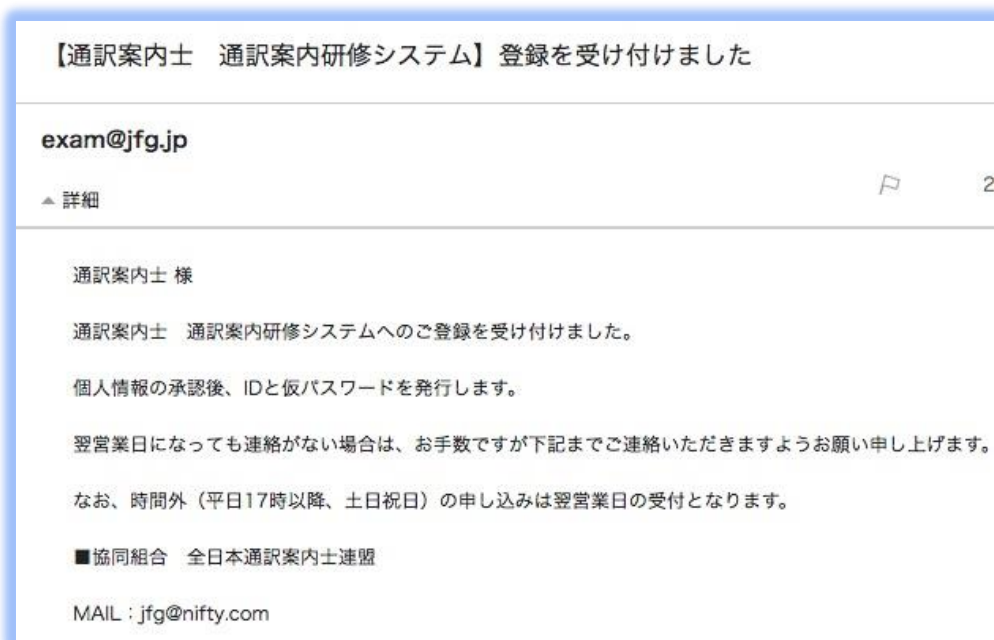 【通訳案内士　通訳案内研修システム】登録を受け付けました
exam@jfg.jp
▲ 詳細
2
通訳案内士 様
通訳案内士　通訳案内研修システムへのご登録を受け付けました。
個人情報の承認後、IDと仮パスワードを発行します。
翌営業日になっても連絡がない場合は、お手数ですが下記までご連絡いただきますようお願い申し上げます。
なお、時間外（平日17時以降、土日祝日）の申し込みは翌営業日の受付となります。
■協同組合　全日本通訳案内士連盟
MAIL：jfg@nifty.com